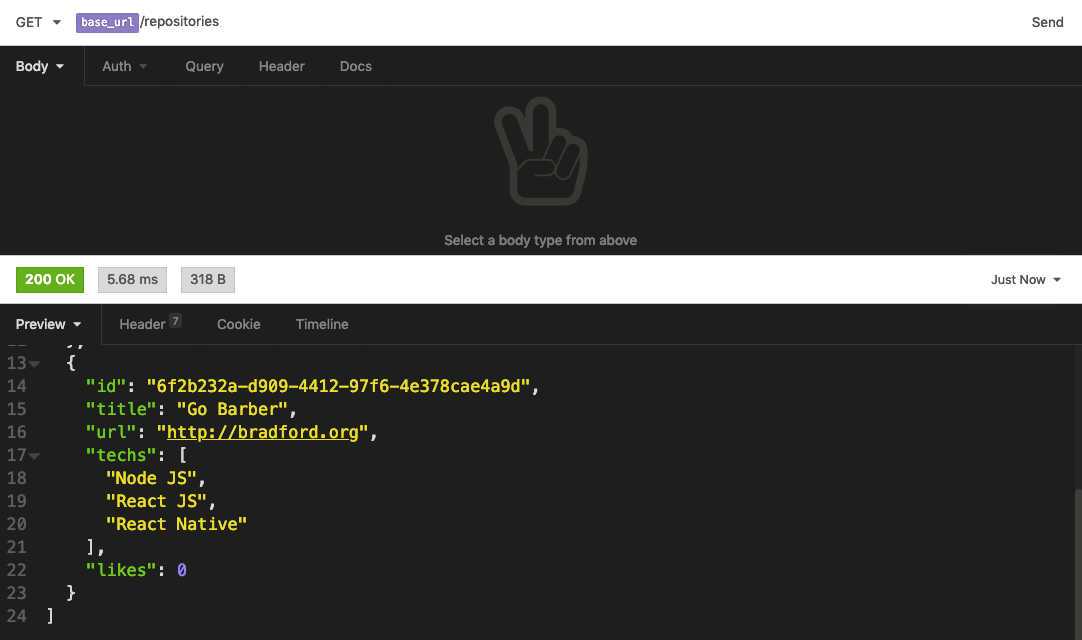 GET base_url/repositories Send
Body Auth Query Header Docs
Select a body type from above
200 OK 5.68 ms 318 B Just Now
Preview Header 7 Cookie Timeline
},
13 {
14 "id": "6f2b232a-d909-4412-97f6-4e378cae4a9d",
15 "title": "Go Barber",
16 "url": "http://bradford.org",
17 "techs": [
18 "Node JS",
19 "React JS",
20 "React Native"
21 ],
22 "likes": 0
23 }
24 ]